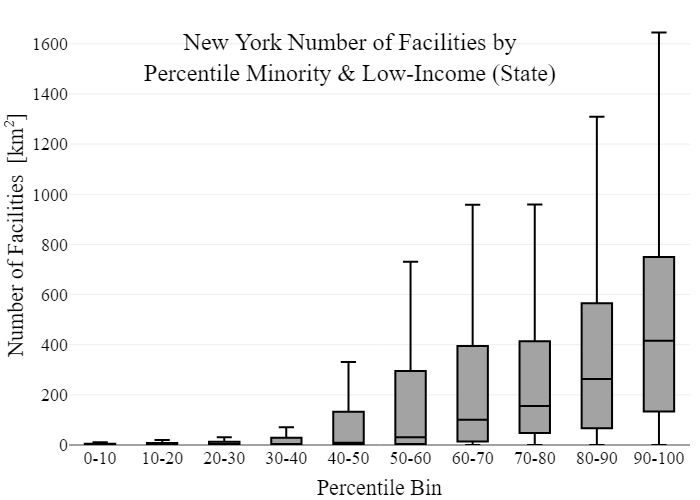 New York Number of Facilities by
Percentile Minority & Low-Income (State)
Number of Facilities [km²]
1600
1400
1200
1000
800
600
400
200
0
0-10 10-20 20-30 30-40 40-50 50-60 60-70 70-80 80-90 90-100
Percentile Bin